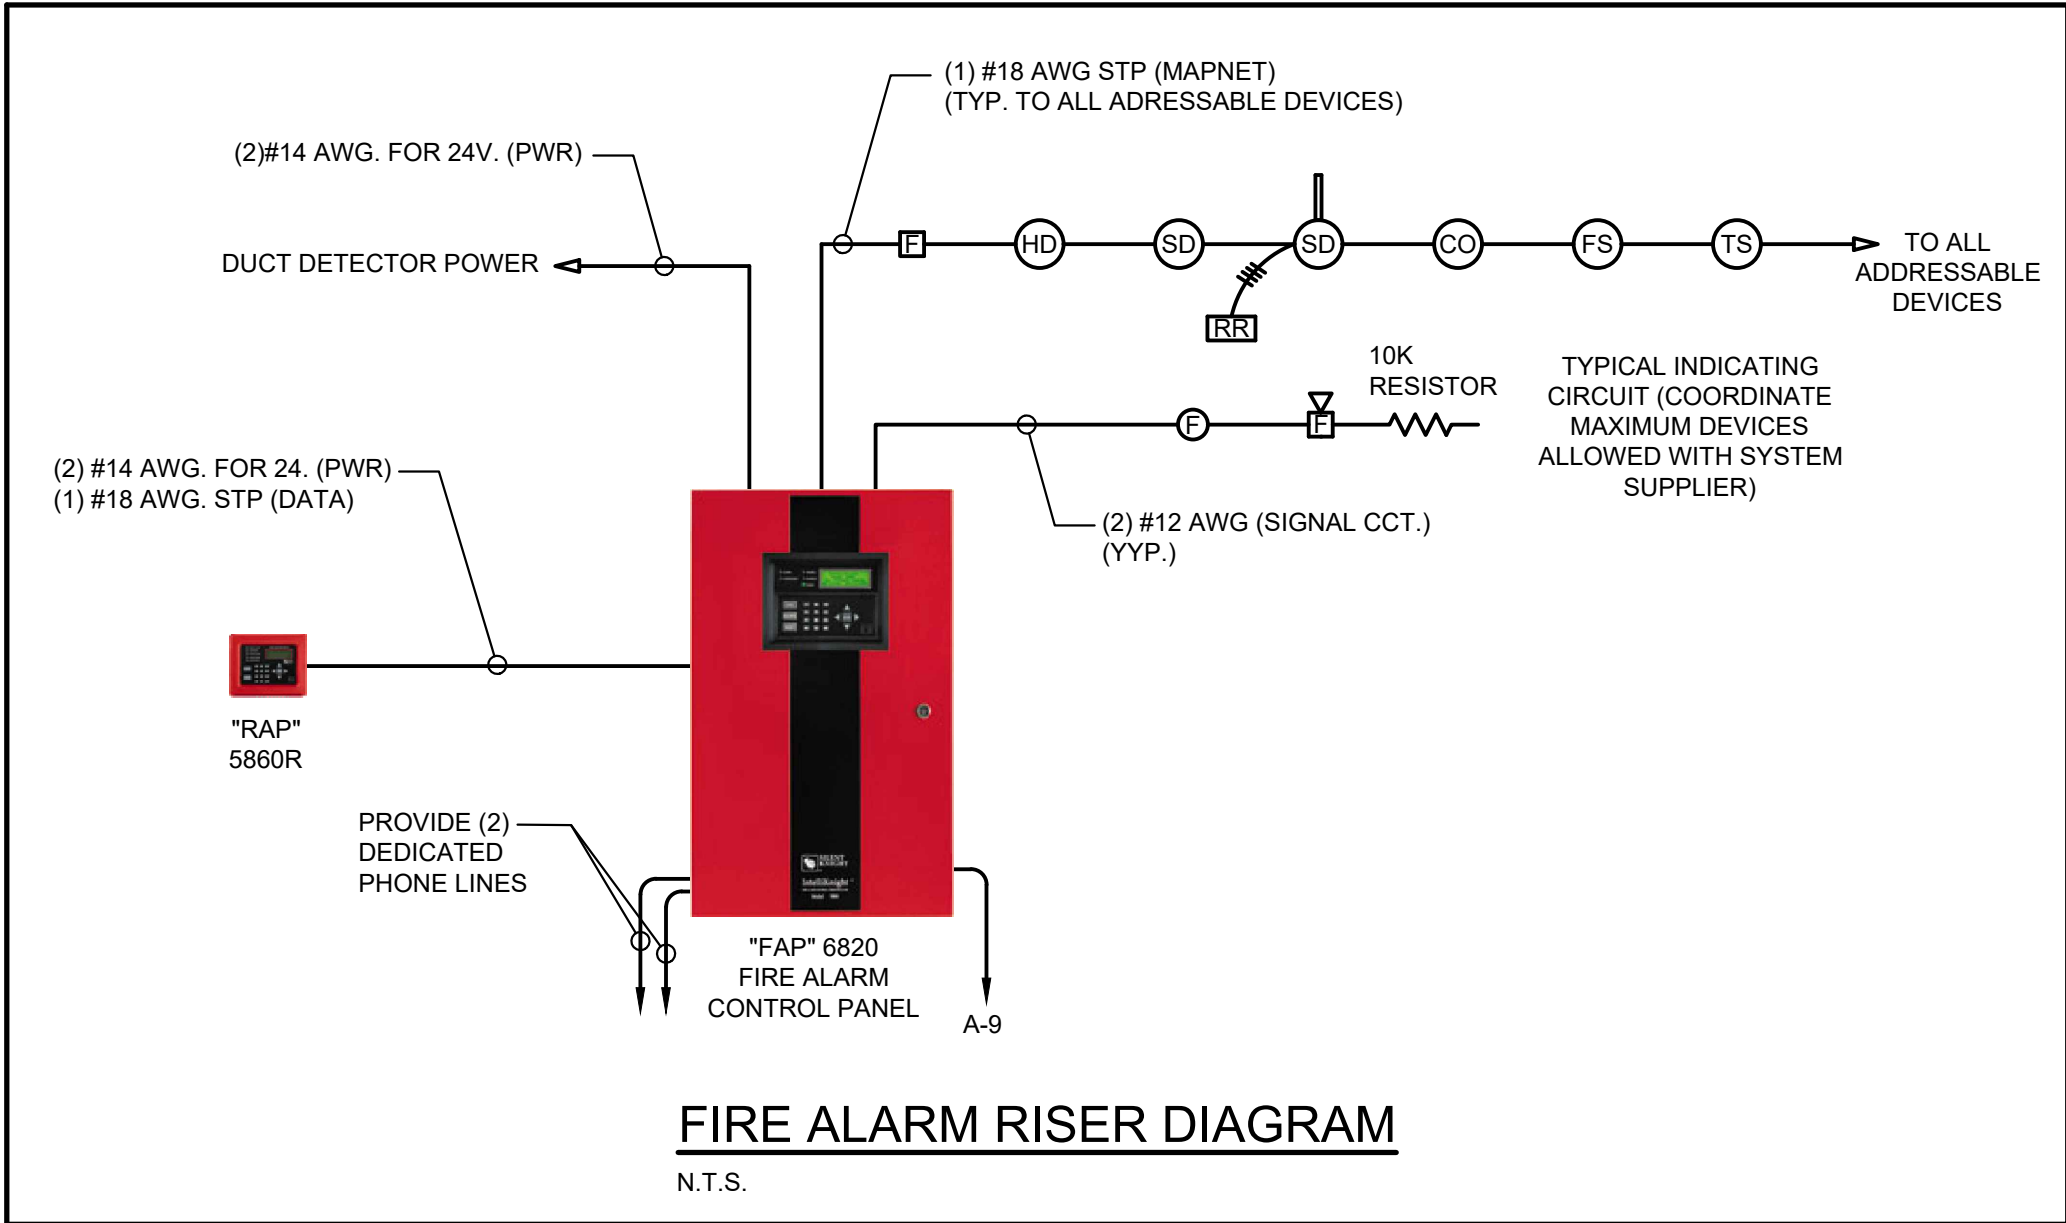 (1) #18 AWG STP (MAPNET)
(TYP. TO ALL ADRESSABLE DEVICES)
(2)#14 AWG. FOR 24V. (PWR)
DUCT DETECTOR POWER
F
HD
SD
SD
CO
FS
TS
TO ALL
ADDRESSABLE
DEVICES
RR
10K
RESISTOR
TYPICAL INDICATING
CIRCUIT (COORDINATE
MAXIMUM DEVICES
ALLOWED WITH SYSTEM
SUPPLIER)
F
F
(2) #14 AWG. FOR 24. (PWR)
(1) #18 AWG. STP (DATA)
(2) #12 AWG (SIGNAL CCT.)
(YYP.)
"RAP"
5860R
PROVIDE (2)
DEDICATED
PHONE LINES
SILENT
KNIGHT
IntelliKnight
"FAP" 6820
FIRE ALARM
CONTROL PANEL
A-9
FIRE ALARM RISER DIAGRAM
N.T.S.